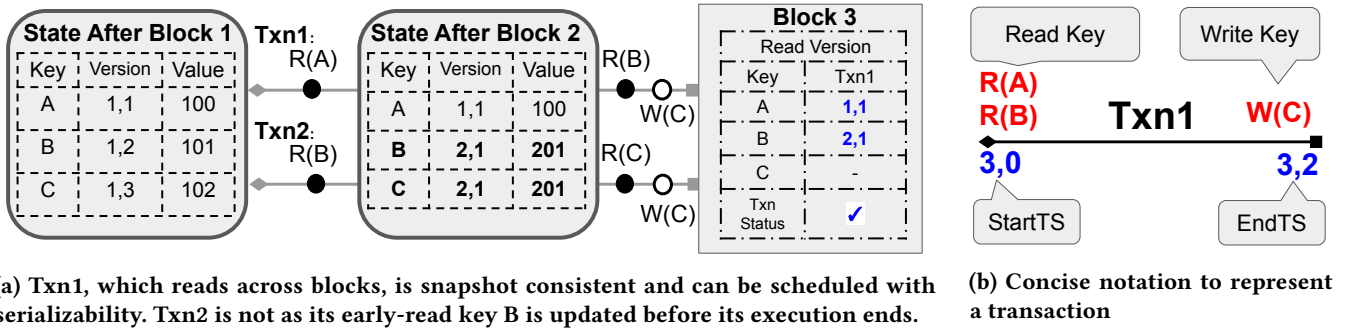 State After Block 1
Key Version Value
A 1,1 100
B 1,2 101
C 1,3 102
Txn1:
R(A)
Txn2:
R(B)
State After Block 2
Key Version Value
A 1,1 100
B 2,1 201
C 2,1 201
R(B)
W(C)
R(C)
W(C)
Block 3
Read Version
Key Txn1
A 1,1
B 2,1
C -
Txn
Status ✓
Read Key
Write Key
R(A)
R(B)
Txn1
W(C)
3,0
3,2
StartTS
EndTS
a) Txn1, which reads across blocks, is snapshot consistent and can be scheduled with
serializability. Txn2 is not as its early-read key B is updated before its execution ends.
(b) Concise notation to represent
a transaction